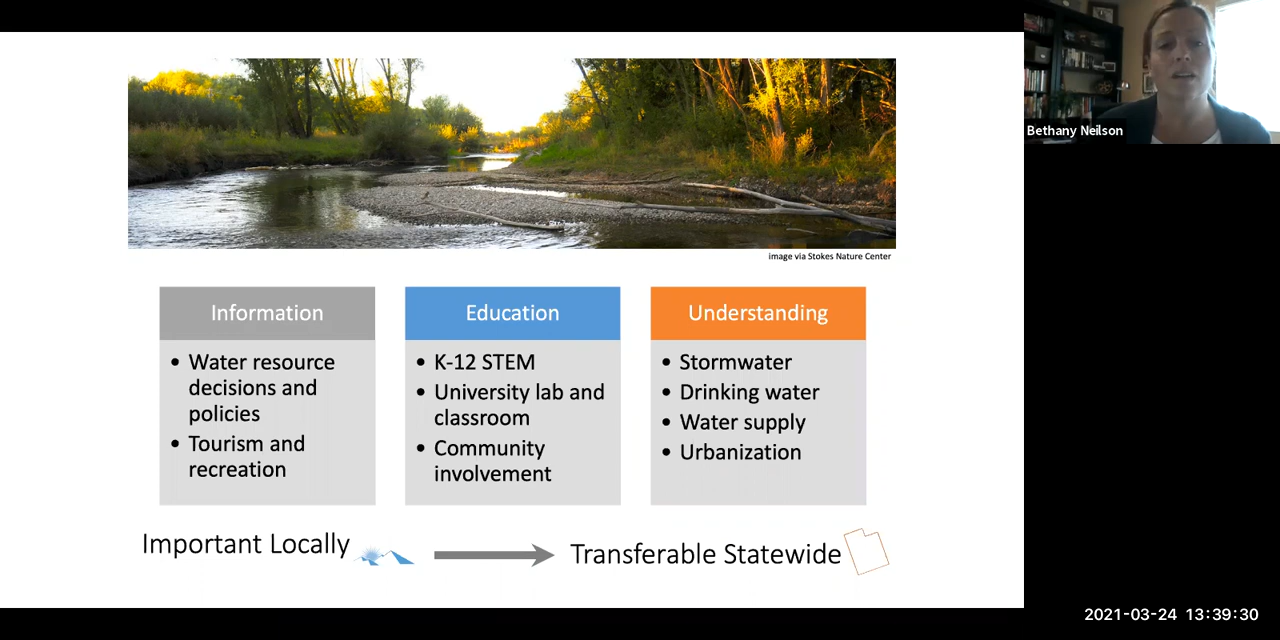 Bethany Neilson
image via Stokes Nature Center
Information
• Water resource
decisions and
policies
• Tourism and
recreation
Education
• K-12 STEM
• University lab and
classroom
• Community
involvement
Understanding
• Stormwater
• Drinking water
• Water supply
• Urbanization
Important Locally
Transferable Statewide
2021-03-24 13:39:30